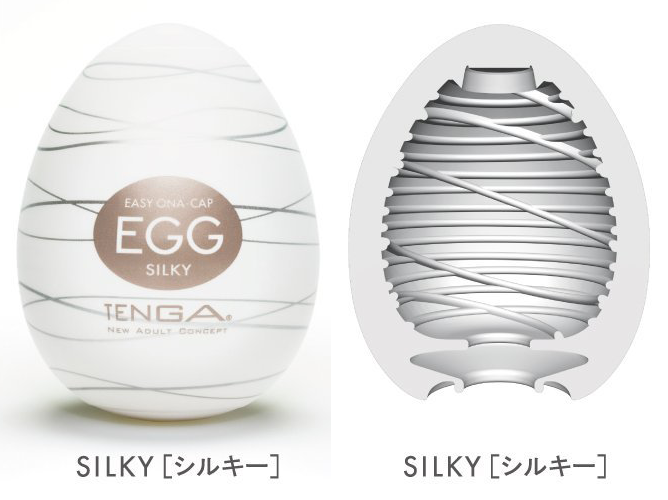 EASY ONA-CAP
EGG
SILKY
TENGA®
NEW ADULT CONCEPT
SILKY［シルキー］
SILKY［シルキー］